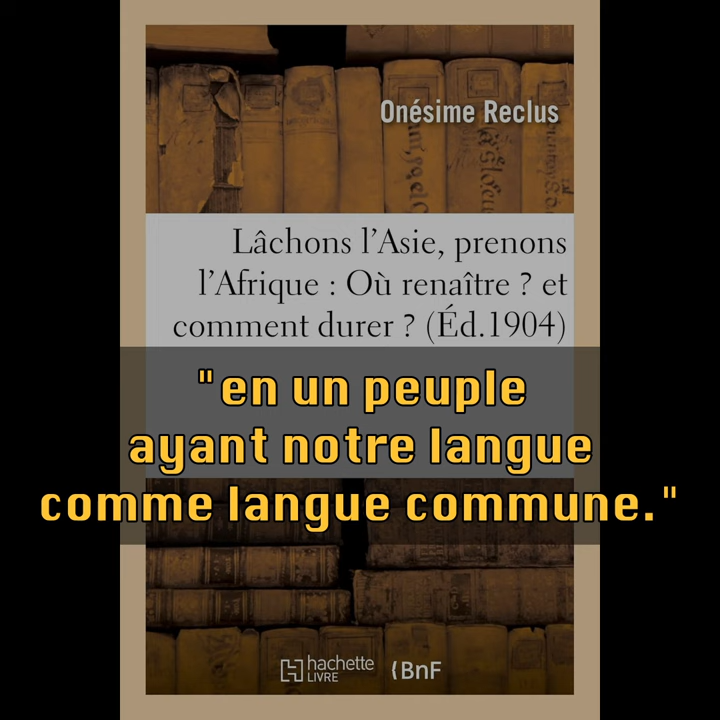 Onésime Reclus
Lâchons l'Asie, prenons
l'Afrique : Où renaître ? et
comment durer ? (Éd.1904)
"en un peuple
ayant notre langue
comme langue commune."
hachette
LIVRE
BnF